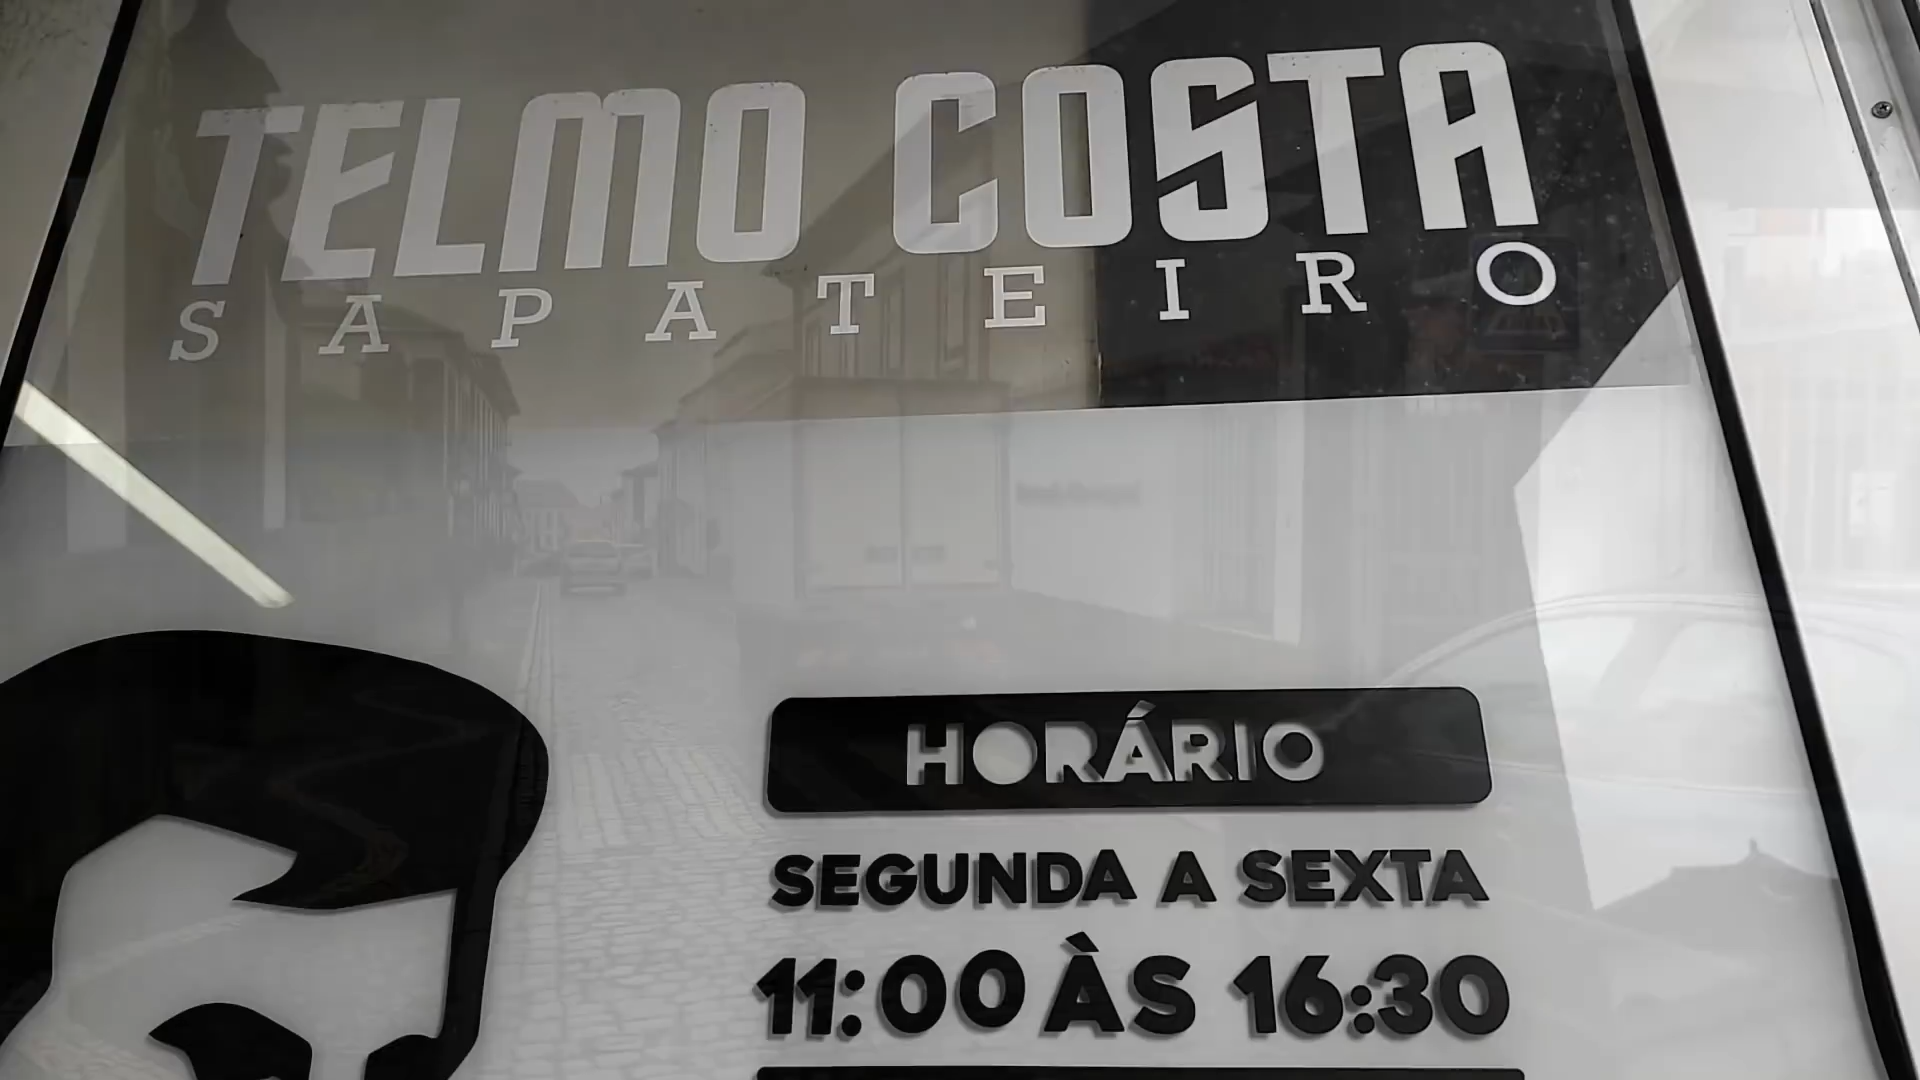 TELMO COSTA
SAPATEIRO
HORÁRIO
SEGUNDA A SEXTA
11:00 ÀS 16:30